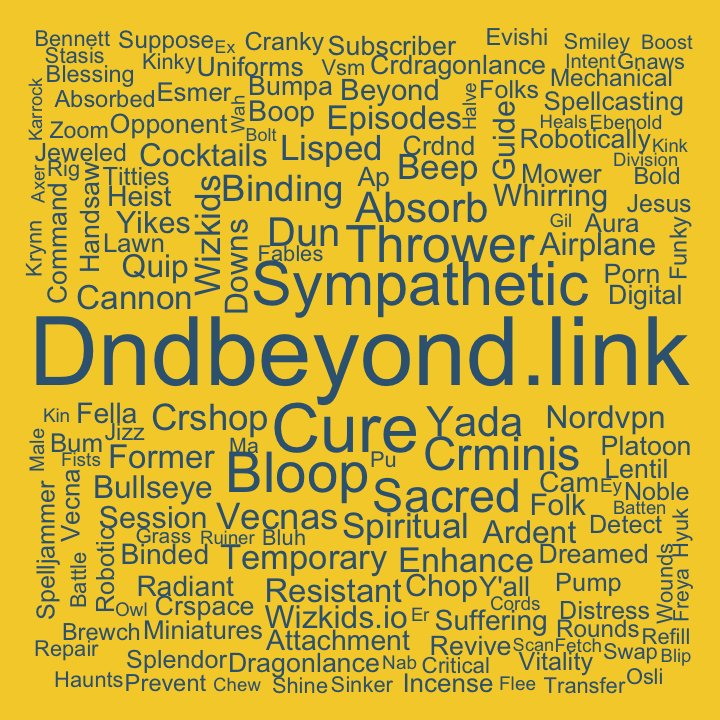 Bennett Suppose Ex Cranky Subscriber Evishi Smiley Boost
Stasis Kinky Uniforms Vsm Crdragonlance Intent Gnaws
Blessing Bumpa Beyond Folks Mechanical
Absorbed Esmer Wah Boop Episodes Halve Spellcasting
Karrock Zoom Opponent Bolt Guide Heals Ebenold
Jeweled Cocktails Lisped Crdnd Robotically Kink
Rig Titties Ap Beep Mower Division Bold
Axer Heist Wizkids Binding Absorb Whirring Jesus
Command Handsaw Yikes Dun Thrower Gil Aura
Krynn Lawn Downs Fables Airplane Funky
Quip Sympathetic Porn
Cannon Digital
Dndbeyond.link
Kin Fella Crshop Cure Yada Nordvpn
Male Bum Jizz Ma Crminis Platoon
Fists Former Bloop Pu Lentil
Vecna Bullseye Sacred Cam Ey Noble
Spelljammer Session Vecnas Spiritual Folk Batten
Grass Ruiner Bluh Ardent Detect Hyuk
Battle Robotic Binded Temporary Enhance Dreamed
Radiant Resistant Chop Y'all Pump Wounds Freya
Owl Crspace Wizkids.io Er Suffering Cords Distress
Brewch Miniatures Attachment Rounds Refill
Repair Revive Scan Fetch Swap Blip
Splendor Dragonlance Nab Critical Vitality Osli
Haunts Prevent Chew Shine Sinker Incense Flee Transfer